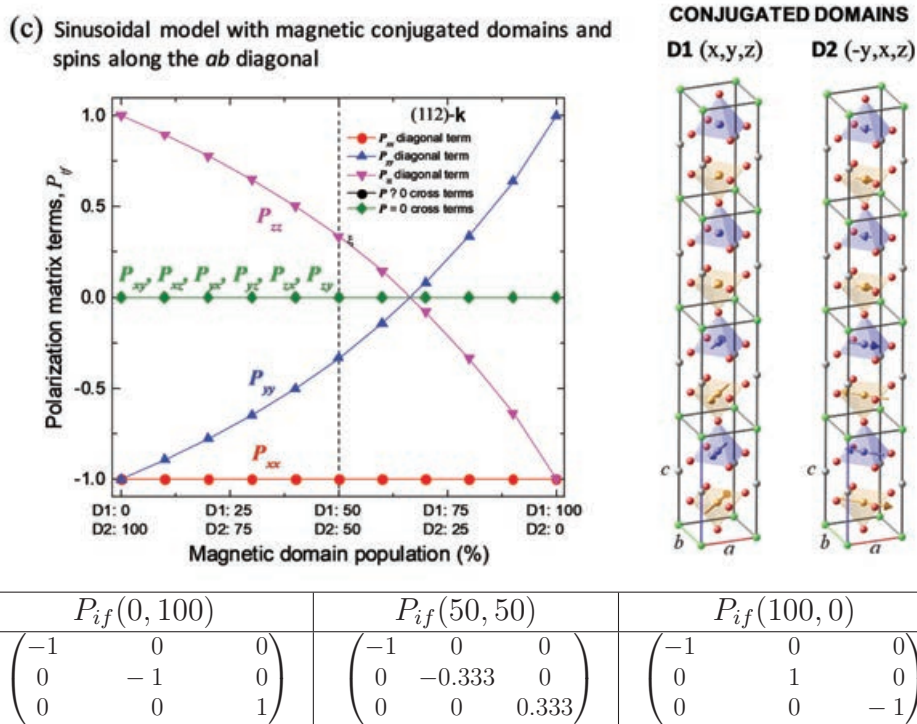 (c) Sinusoidal model with magnetic conjugated domains and
spins along the ab diagonal
CONJUGATED DOMAINS
D1 (x,y,z) D2 (-y,x,z)
Polarization matrix terms, P_if
1.0
0.5
0.0
-0.5
-1.0
(112)-k
P_xx diagonal term
P_yy diagonal term
P_zz diagonal term
P ? 0 cross terms
P = 0 cross terms
P_zz
ξ
P_xy, P_xz, P_yx, P_yz, P_zx, P_zy
P_yy
P_xx
D1: 0 D1: 25 D1: 50 D1: 25 D1: 100
D2: 100 D2: 75 D2: 50 D2: 75 D2: 0
Magnetic domain population (%)
c c
b a b a
P_if(0, 100) P_if(50, 50) P_if(100, 0)
−1 0 0 −1 0 0 −1 0 0
0 −1 0 0 −0.333 0 0 1 0
0 0 1 0 0 0.333 0 0 −1